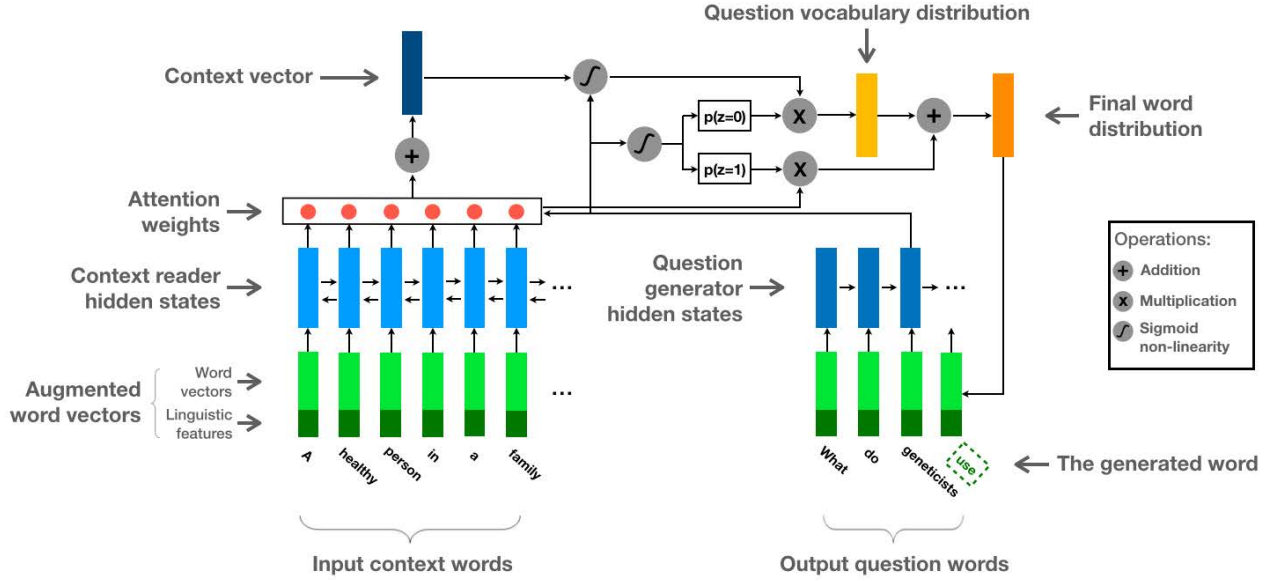 Question vocabulary distribution
Context vector
p(z=0)
Final word
distribution
p(z=1)
Attention
weights
Context reader
hidden states
...
Question
generator
hidden states
...
Operations:
+ Addition
x Multiplication
∫ Sigmoid
non-linearity
Augmented
word vectors
Word
vectors
Linguistic
features
...
A
healthy
person
in
a
family
What
do
geneticists
use
The generated word
Input context words
Output question words